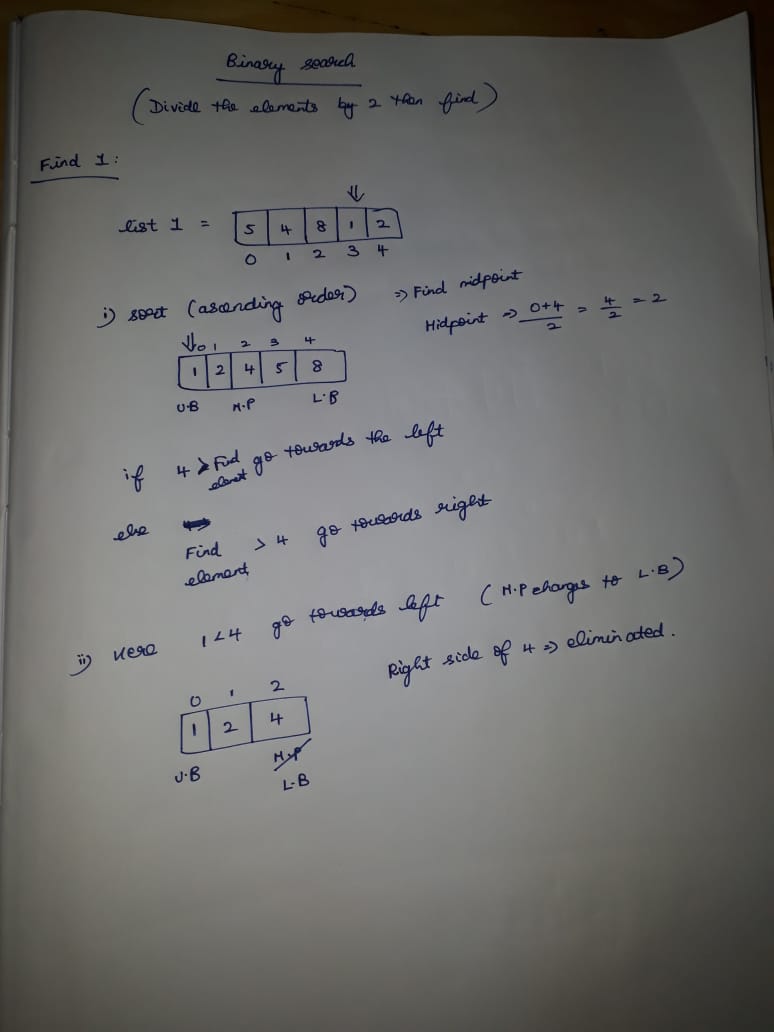 Binary search
(Divide the elements by 2 then find)
Find 1:
list 1 = 5 4 8 1 2
0 1 2 3 4
i) sort (ascending order) => Find midpoint
Midpoint => 0+4/2 = 4/2 = 2
0 1 2 3 4
1 2 4 5 8
U.B M.P L.B
if 4 > Find element go towards the left
else
Find element > 4 go towards right
ii) Here 1<4 go towards left (M.P changes to L.B)
Right side of 4 => eliminated.
0 1 2
1 2 4
U.B M.P
L.B